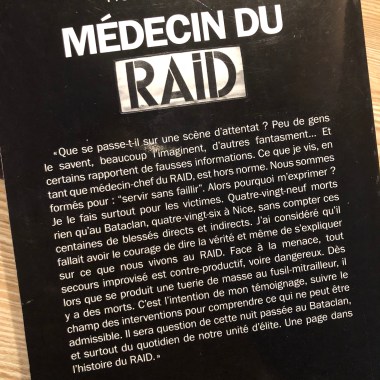 MÉDECIN DU
RAID
« Que se passe-t-il sur une scène d'attentat ? Peu de gens
le savent, beaucoup l'imaginent, d'autres fantasment... Et
certains rapportent de fausses informations. Ce que je vis, en
tant que médecin-chef du RAID, est hors norme. Nous sommes
formés pour : "servir sans faillir". Alors pourquoi m'exprimer ?
Je le fais surtout pour les victimes. Quatre-vingt-neuf morts
rien qu'au Bataclan, quatre-vingt-six à Nice, sans compter ces
centaines de blessés directs et indirects. J'ai considéré qu'il
fallait avoir le courage de dire la vérité et même de s'expliquer
sur ce que nous vivons au RAID. Face à la menace, tout
secours improvisé est contre-productif, voire dangereux. Dès
lors que se produit une tuerie de masse au fusil-mitrailleur, il
y a des morts. C'est l'intention de mon témoignage, suivre le
champ des interventions pour comprendre ce qui ne peut être
admissible. Il sera question de cette nuit passée au Bataclan,
et surtout du quotidien de notre unité d'élite. Une page dans
l'histoire du RAID. »